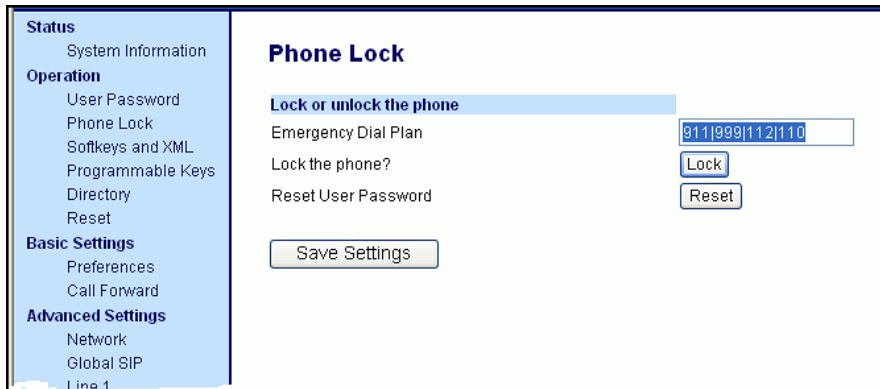 Status
System Information
Operation
User Password
Phone Lock
Softkeys and XML
Programmable Keys
Directory
Reset
Basic Settings
Preferences
Call Forward
Advanced Settings
Network
Global SIP
Line 1
Phone Lock
Lock or unlock the phone
Emergency Dial Plan 911|999|112|110
Lock the phone? Lock
Reset User Password Reset
Save Settings